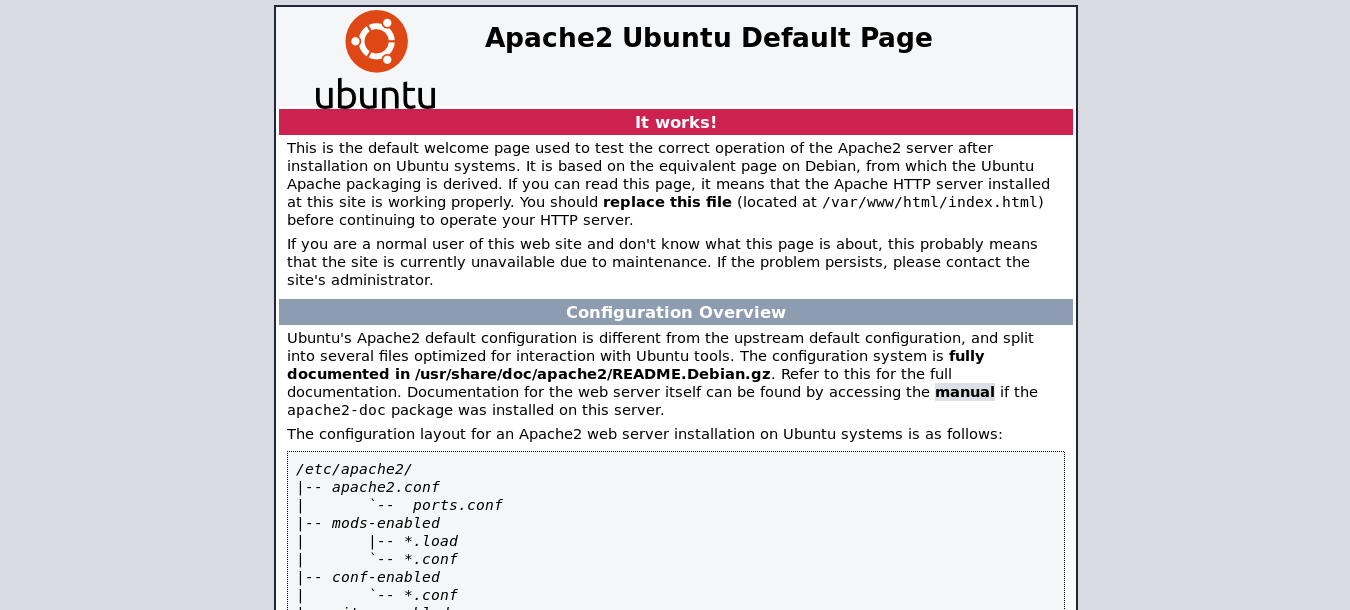 ubuntu
Apache2 Ubuntu Default Page
It works!
This is the default welcome page used to test the correct operation of the Apache2 server after
installation on Ubuntu systems. It is based on the equivalent page on Debian, from which the Ubuntu
Apache packaging is derived. If you can read this page, it means that the Apache HTTP server installed
at this site is working properly. You should replace this file (located at /var/www/html/index.html)
before continuing to operate your HTTP server.
If you are a normal user of this web site and don't know what this page is about, this probably means
that the site is currently unavailable due to maintenance. If the problem persists, please contact the
site's administrator.
Configuration Overview
Ubuntu's Apache2 default configuration is different from the upstream default configuration, and split
into several files optimized for interaction with Ubuntu tools. The configuration system is fully
documented in /usr/share/doc/apache2/README.Debian.gz. Refer to this for the full
documentation. Documentation for the web server itself can be found by accessing the manual if the
apache2-doc package was installed on this server.
The configuration layout for an Apache2 web server installation on Ubuntu systems is as follows:
/etc/apache2/
|-- apache2.conf
|       `--  ports.conf
|-- mods-enabled
|       |-- *.load
|       `-- *.conf
|-- conf-enabled
|       `-- *.conf